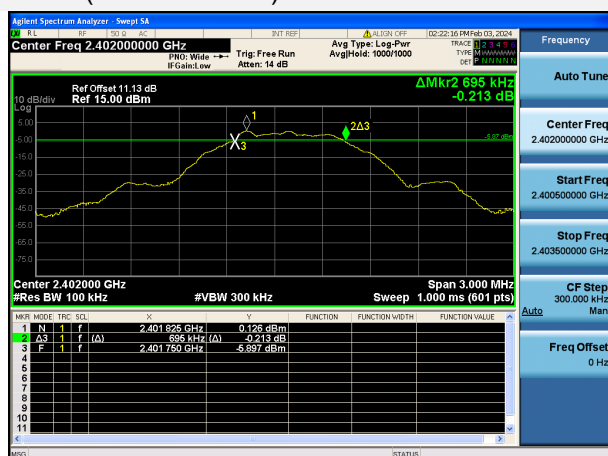 Agilent Spectrum Analyzer - Swept SA
RL RF 50 Ω AC INT REF ALIGN OFF 02:22:16 PM Feb 03, 2024
Center Freq 2.402000000 GHz
PNO: Wide
IFGain:Low
Trig: Free Run
Atten: 14 dB
Avg Type: Log-Pwr
Avg|Hold: 1000/1000
TRACE 1 2 3 4 5 6
TYPE M
DET P N N N N N
Ref Offset 11.13 dB
10 dB/div Ref 15.00 dBm
Log
ΔMkr2 695 kHz
-0.213 dB
5.00
-5.00
-15.0
-25.0
-35.0
-45.0
-55.0
-65.0
-75.0
1
2Δ3
3
-5.87 dBm
Center 2.402000 GHz Span 3.000 MHz
#Res BW 100 kHz #VBW 300 kHz Sweep 1.000 ms (601 pts)
MKR MODE TRC SCL X Y FUNCTION FUNCTION WIDTH FUNCTION VALUE
1 N 1 f 2.401 825 GHz 0.126 dBm
2 Δ3 1 f (Δ) 695 kHz (Δ) -0.213 dB
3 F 1 f 2.401 750 GHz -5.897 dBm
4
5
6
7
8
9
10
11
MSG STATUS
Frequency
Auto Tune
Center Freq
2.402000000 GHz
Start Freq
2.400500000 GHz
Stop Freq
2.403500000 GHz
CF Step
300.000 kHz
Auto Man
Freq Offset
0 Hz